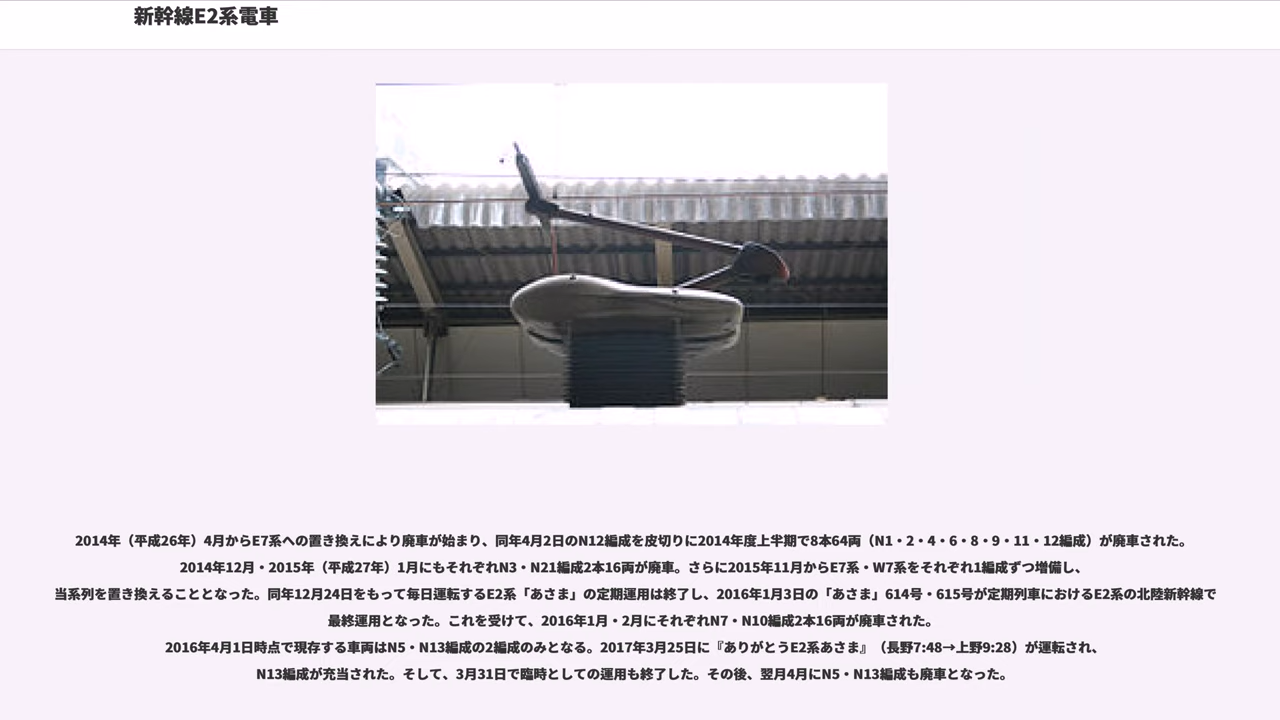 新幹線E2系電車
2014年（平成26年）4月からE7系への置き換えにより廃車が始まり、同年4月2日のN12編成を皮切りに2014年度上半期で8本64両（N1・2・4・6・8・9・11・12編成）が廃車された。
2014年12月・2015年（平成27年）1月にもそれぞれN3・N21編成2本16両が廃車。さらに2015年11月からE7系・W7系をそれぞれ1編成ずつ増備し、
当系列を置き換えることとなった。同年12月24日をもって毎日運転するE2系「あさま」の定期運用は終了し、2016年1月3日の「あさま」614号・615号が定期列車におけるE2系の北陸新幹線で
最終運用となった。これを受けて、2016年1月・2月にそれぞれN7・N10編成2本16両が廃車された。
2016年4月1日時点で現存する車両はN5・N13編成の2編成のみとなる。2017年3月25日に『ありがとうE2系あさま』（長野7:48→上野9:28）が運転され、
N13編成が充当された。そして、3月31日で臨時としての運用も終了した。その後、翌月4月にN5・N13編成も廃車となった。